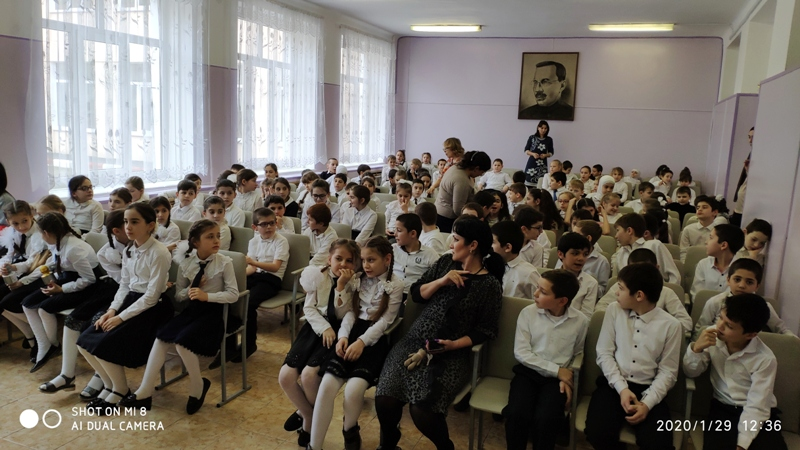 SHOT ON MI 8
AI DUAL CAMERA
2020/1/29 12:36